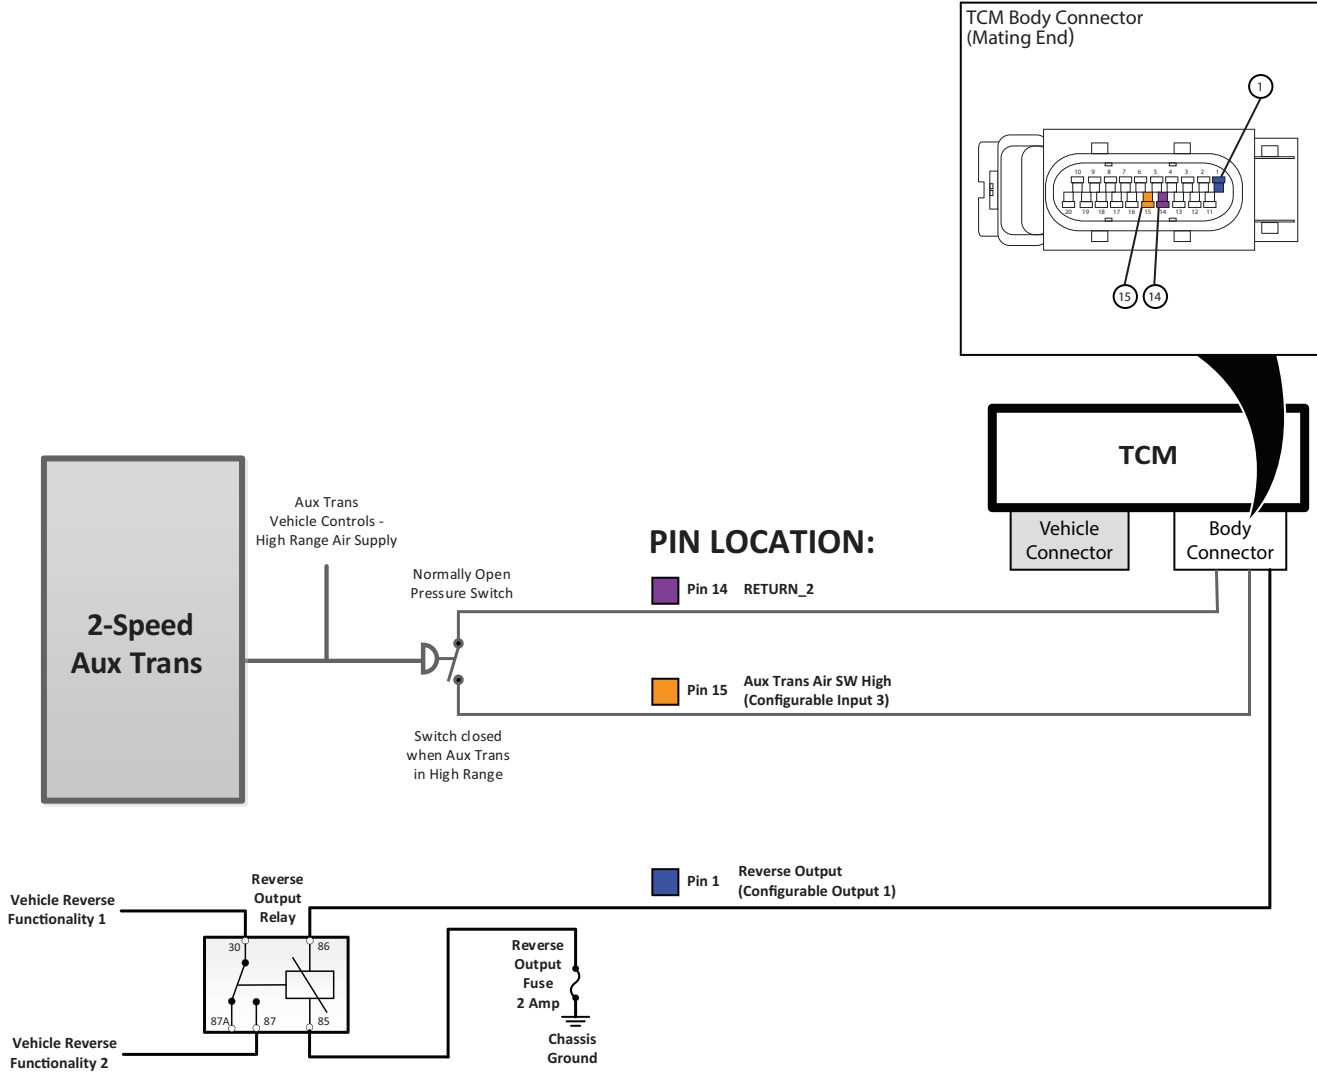 TCM Body Connector
(Mating End)
1
10 9 8 7 6 5 4 3 2 1
20 19 18 17 16 15 14 13 12 11
15 14
TCM
Vehicle
Connector
Body
Connector
2-Speed
Aux Trans
Aux Trans
Vehicle Controls -
High Range Air Supply
Normally Open
Pressure Switch
PIN LOCATION:
Pin 14 RETURN_2
Pin 15 Aux Trans Air SW High
(Configurable Input 3)
Switch closed
when Aux Trans
in High Range
Pin 1 Reverse Output
(Configurable Output 1)
Vehicle Reverse
Functionality 1
Reverse
Output
Relay
30 86
87A 87 85
Vehicle Reverse
Functionality 2
Reverse
Output
Fuse
2 Amp
Chassis
Ground